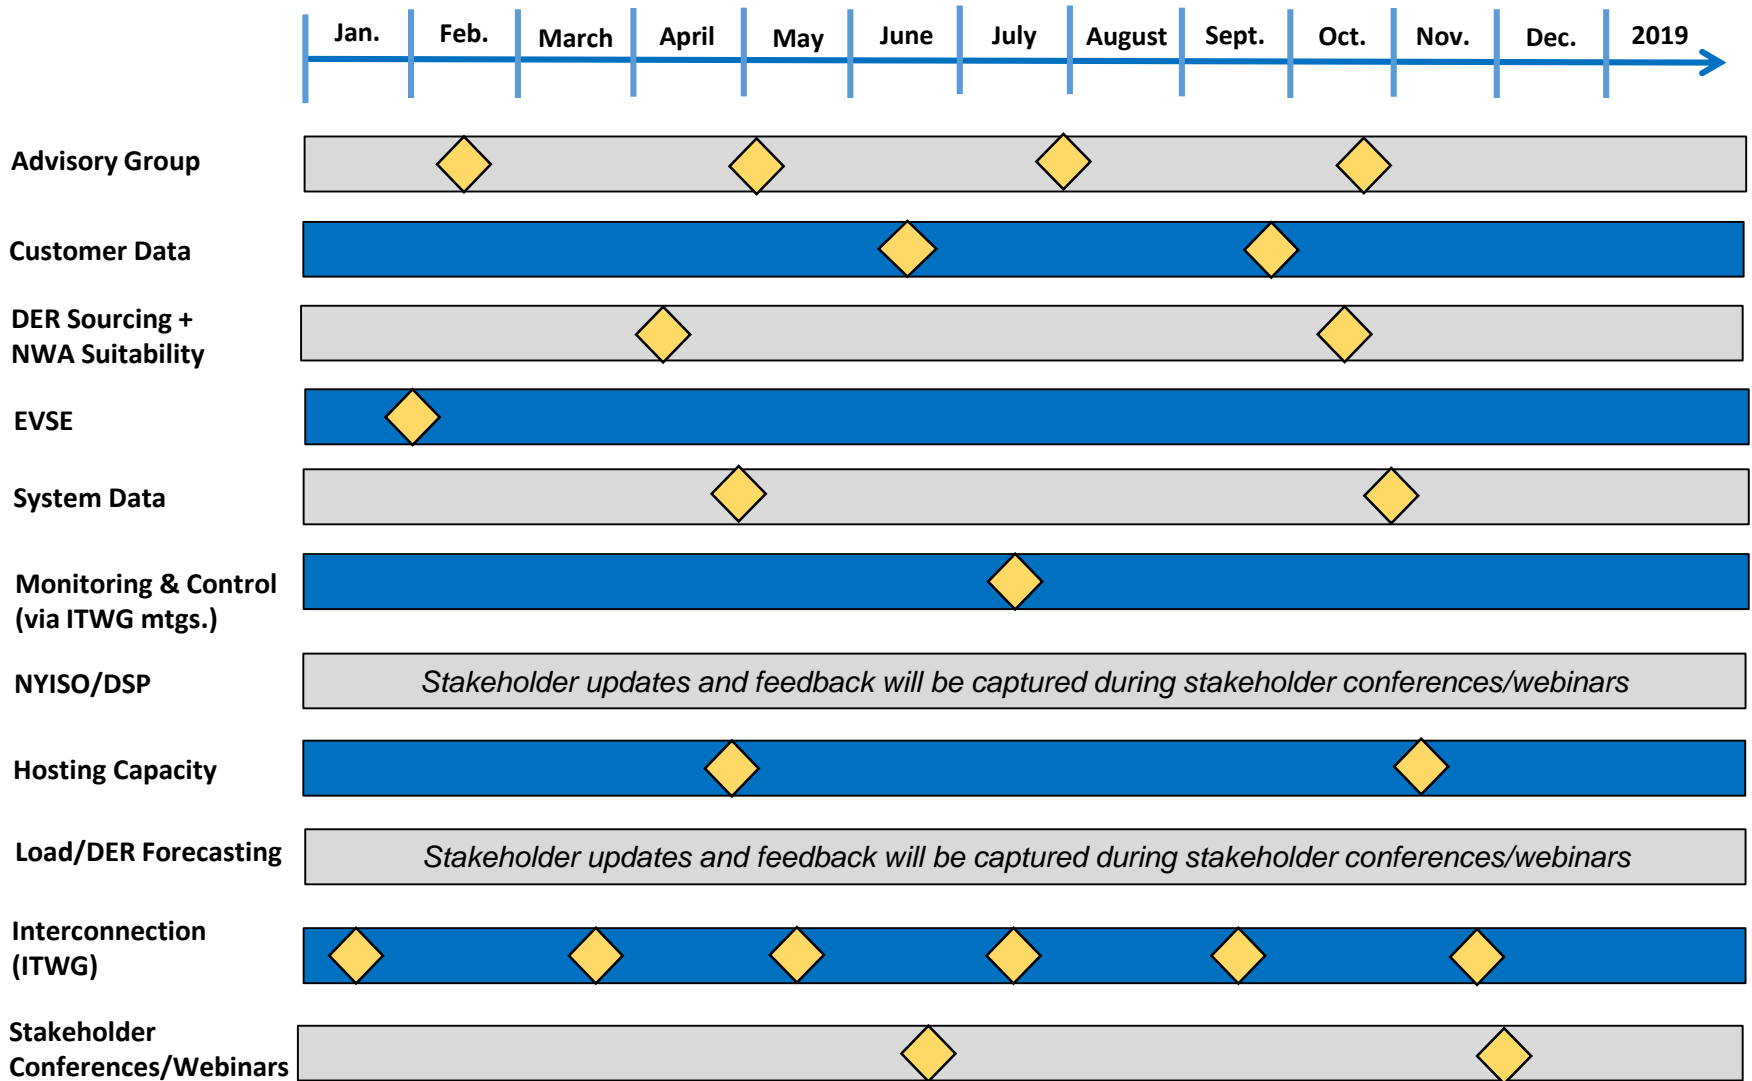 Jan. Feb. March April May June July August Sept. Oct. Nov. Dec. 2019
Advisory Group
Customer Data
DER Sourcing +
NWA Suitability
EVSE
System Data
Monitoring & Control
(via ITWG mtgs.)
NYISO/DSP
Stakeholder updates and feedback will be captured during stakeholder conferences/webinars
Hosting Capacity
Load/DER Forecasting
Stakeholder updates and feedback will be captured during stakeholder conferences/webinars
Interconnection
(ITWG)
Stakeholder
Conferences/Webinars